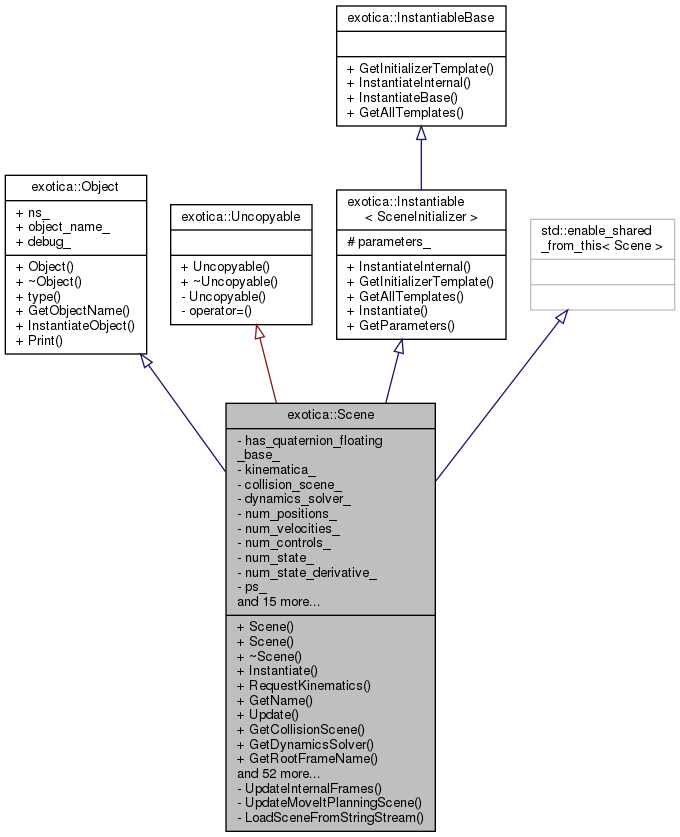 exotica::InstantiableBase
+ GetInitializerTemplate()
+ InstantiateInternal()
+ InstantiateBase()
+ GetAllTemplates()
exotica::Object
+ ns_
+ object_name_
+ debug_
+ Object()
+ ~Object()
+ type()
+ GetObjectName()
+ InstantiateObject()
+ Print()
exotica::Uncopyable
+ Uncopyable()
+ ~Uncopyable()
- Uncopyable()
- operator=()
exotica::Instantiable
< SceneInitializer >
# parameters_
+ InstantiateInternal()
+ GetInitializerTemplate()
+ GetAllTemplates()
+ Instantiate()
+ GetParameters()
std::enable_shared
_from_this< Scene >
exotica::Scene
- has_quaternion_floating
_base_
- kinematica_
- collision_scene_
- dynamics_solver_
- num_positions_
- num_velocities_
- num_controls_
- num_state_
- num_state_derivative_
- ps_
and 15 more...
+ Scene()
+ Scene()
+ ~Scene()
+ Instantiate()
+ RequestKinematics()
+ GetName()
+ Update()
+ GetCollisionScene()
+ GetDynamicsSolver()
+ GetRootFrameName()
and 52 more...
- UpdateInternalFrames()
- UpdateMoveItPlanningScene()
- LoadSceneFromStringStream()